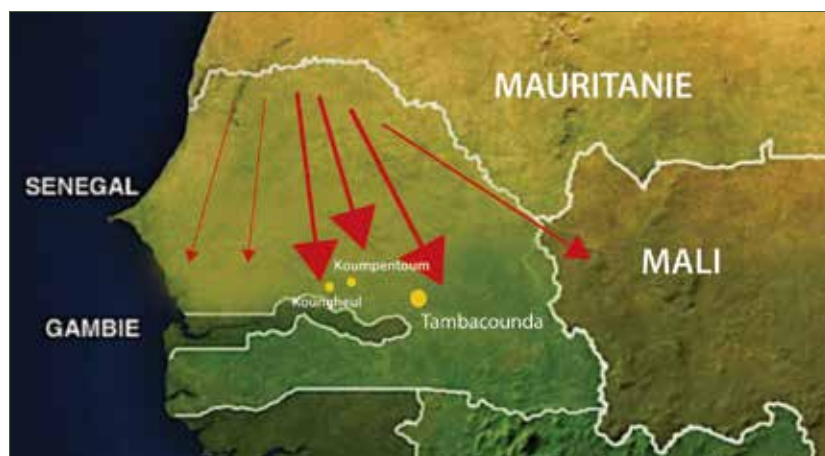 MAURITANIE
SENEGAL
MALI
Koumpentoum
Koungheul
GAMBIE
Tambacounda